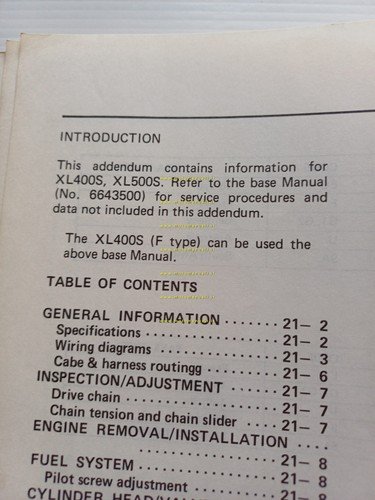 INTRODUCTION
This addendum contains information for
XL400S, XL500S. Refer to the base Manual
(No. 6643500) for service procedures and
data not included in this addendum.
The XL400S (F type) can be used the
above base Manual.
TABLE OF CONTENTS
GENERAL INFORMATION ······· 21— 2
Specifications ················· 21— 2
Wiring diagrams ··············· 21— 3
Cabe & harness routingg ······· 21— 6
INSPECTION/ADJUSTMENT ······ 21— 7
Drive chain ··················· 21— 7
Chain tension and chain slider ···· 21— 7
ENGINE REMOVAL/INSTALLATION ····
················· 21— 8
FUEL SYSTEM ················· 21— 8
Pilot screw adjustment ········· 21— 8